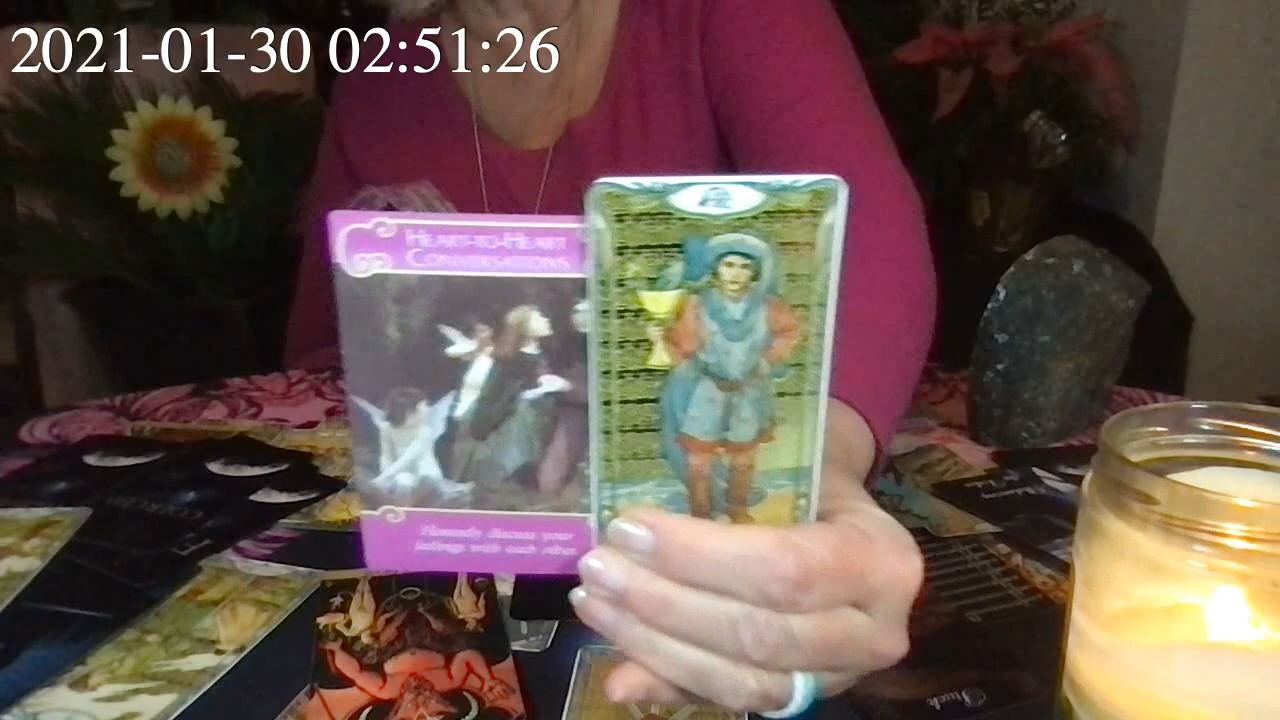 2021-01-30 02:51:26
HEART-TO-HEART
CONVERSATIONS
Honestly discuss your
feelings with each other